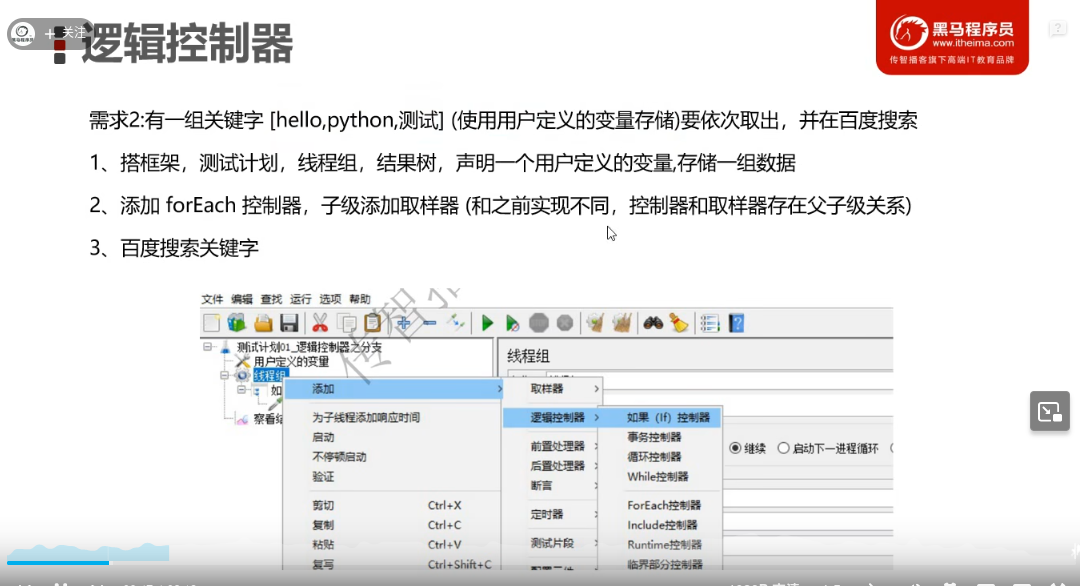 + 关注
逻辑控制器
黑马程序员
www.itheima.com
传智播客旗下高端IT教育品牌
需求2:有一组关键字 [hello,python,测试] (使用用户定义的变量存储)要依次取出，并在百度搜索
1、搭框架，测试计划，线程组，结果树，声明一个用户定义的变量,存储一组数据
2、添加 forEach 控制器，子级添加取样器 (和之前实现不同，控制器和取样器存在父子级关系)
3、百度搜索关键字
文件 编辑 查找 运行 选项 帮助
测试计划01_逻辑控制器之分支
用户定义的变量
线程组
如
察看结
线程组
添加
为子线程添加响应时间
启动
不停顿启动
验证
剪切 Ctrl+X
复制 Ctrl+C
粘贴 Ctrl+V
复写 Ctrl+Shift+C
取样器
逻辑控制器
前置处理器
后置处理器
断言
定时器
测试片段
配置元件
如果（If）控制器
事务控制器
循环控制器
While控制器
ForEach控制器
Include控制器
Runtime控制器
临界部分控制器
继续 启动下一进程循环
传智